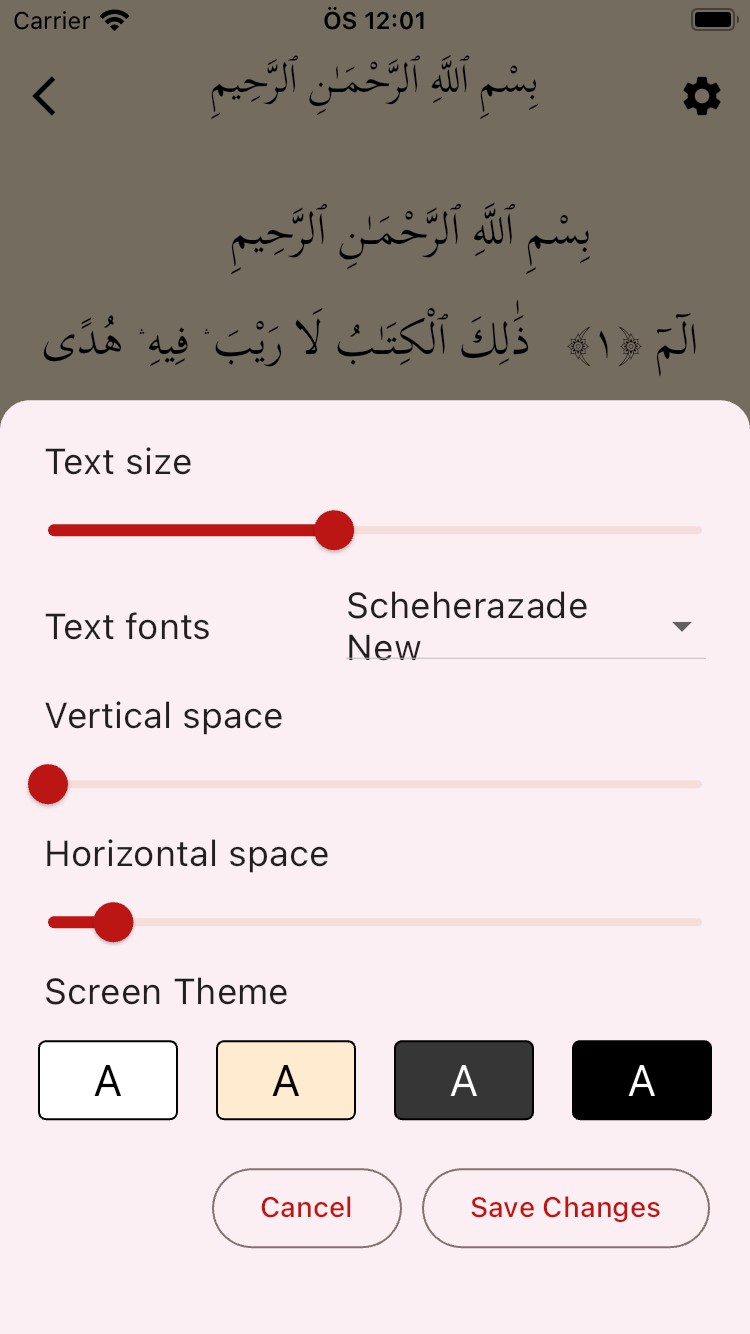 Carrier ÖS 12:01
بِسْمِ ٱللَّهِ ٱلرَّحْمَـٰنِ ٱلرَّحِيمِ
بِسْمِ ٱللَّهِ ٱلرَّحْمَـٰنِ ٱلرَّحِيمِ
الٓمٓ ﴿١﴾ ذَٰلِكَ ٱلْكِتَـٰبُ لَا رَيْبَ ۛ فِيهِ ۛ هُدًى
Text size
Text fonts
Scheherazade
New
Vertical space
Horizontal space
Screen Theme
A A A A
Cancel Save Changes